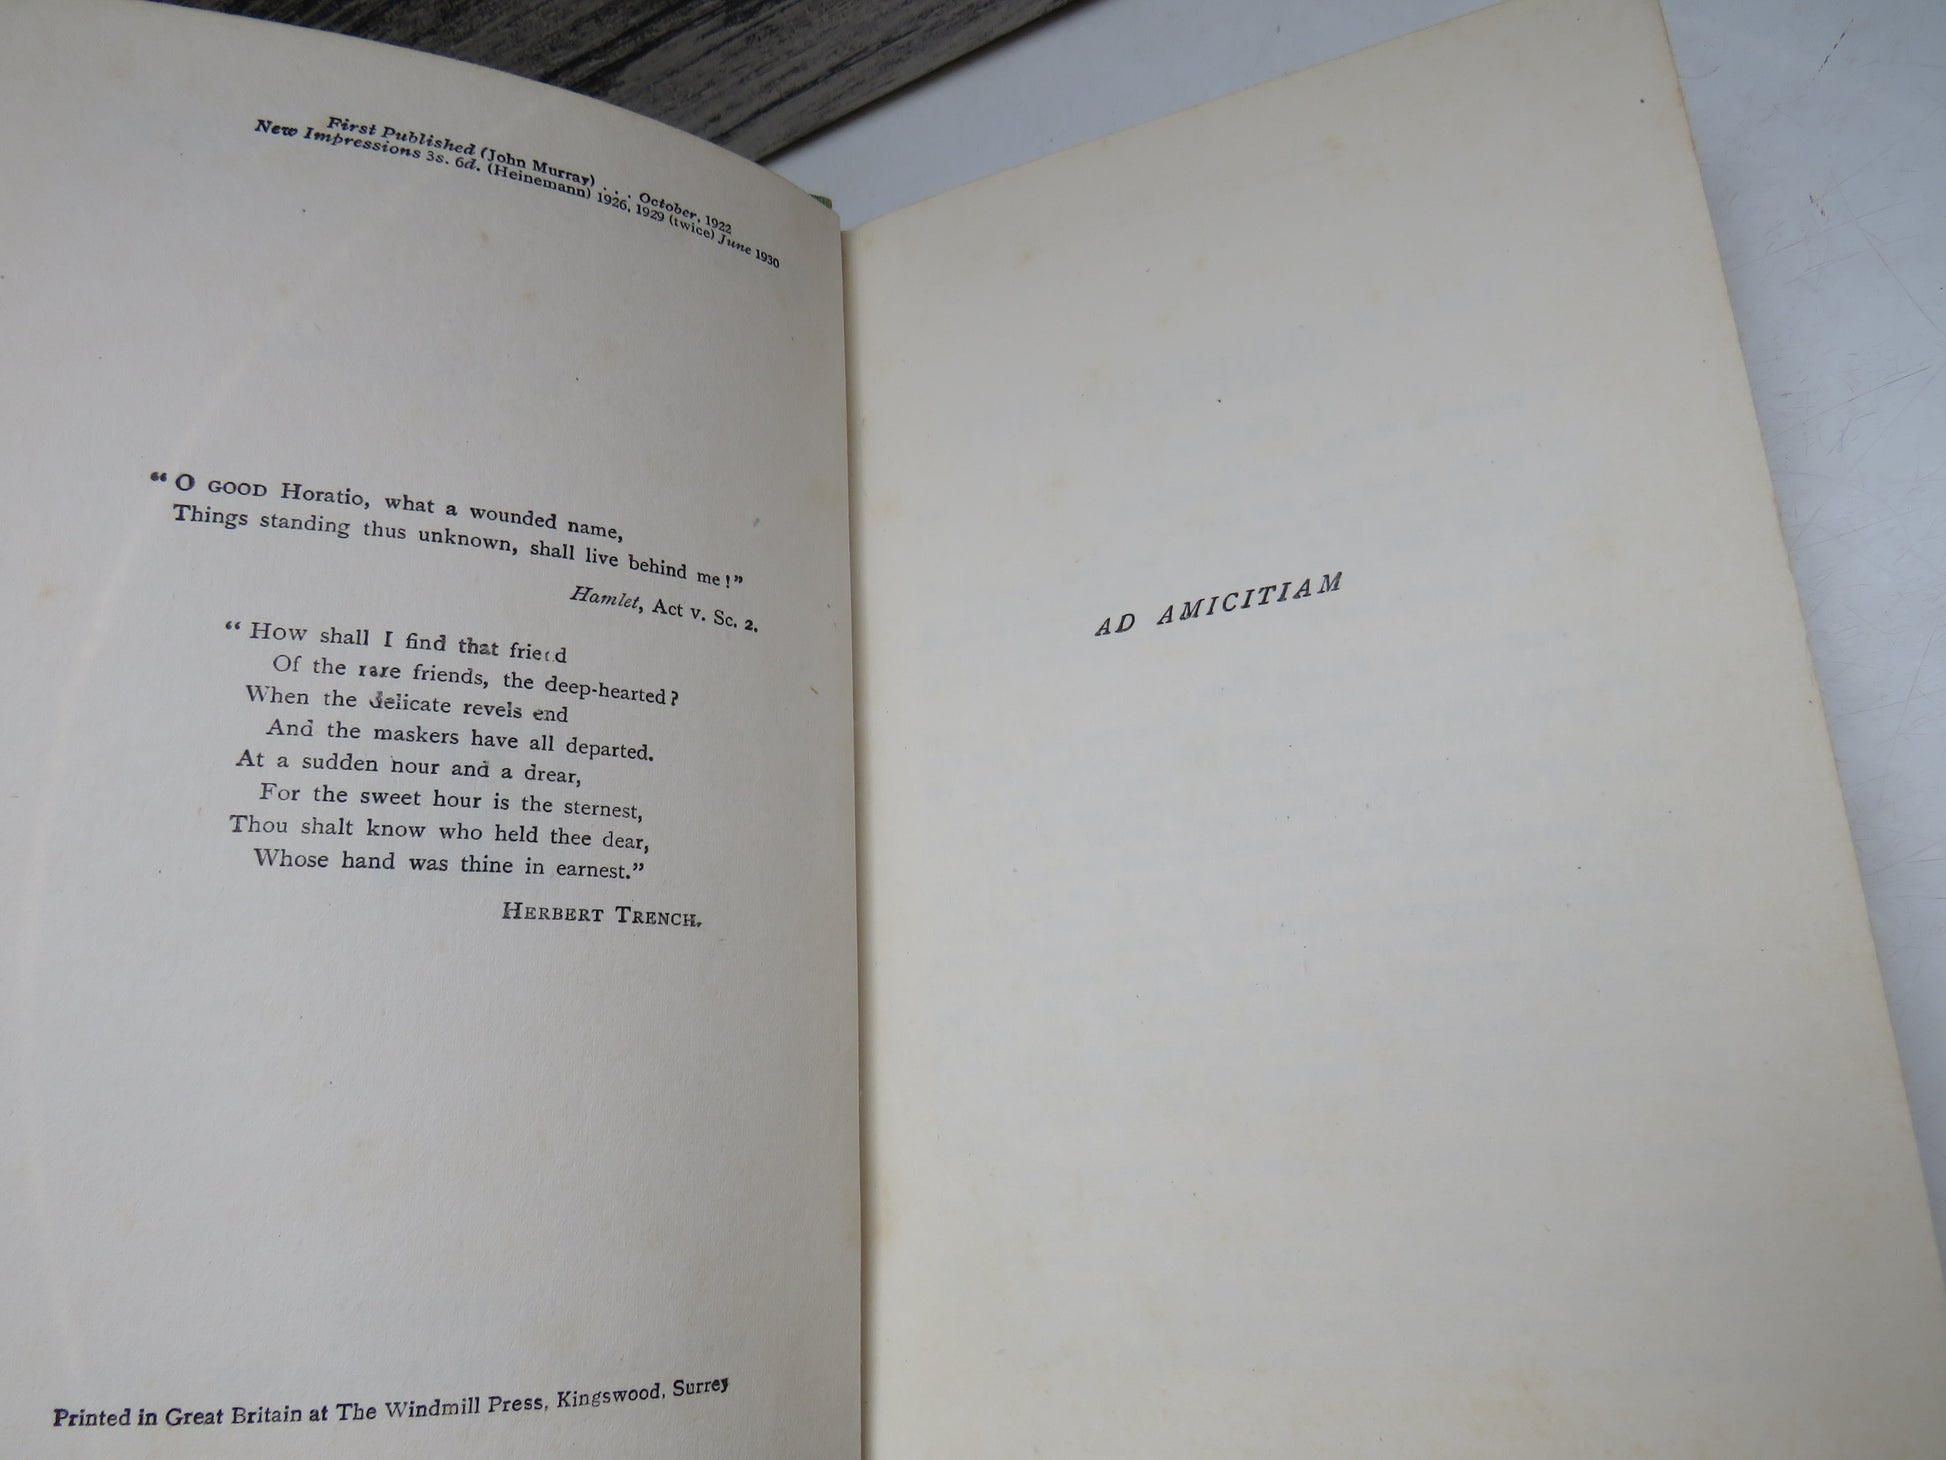 First Published (John Murray) . . . October, 1922
New Impressions 3s. 6d. (Heinemann) 1926, 1929 (twice) June 1930
“O GOOD Horatio, what a wounded name,
Things standing thus unknown, shall live behind me!”
Hamlet, Act v. Sc. 2.
“How shall I find that friend
Of the rare friends, the deep-hearted?
When the delicate revels end
And the maskers have all departed.
At a sudden hour and a drear,
For the sweet hour is the sternest,
Thou shalt know who held thee dear,
Whose hand was thine in earnest.”
HERBERT TRENCH.
Printed in Great Britain at The Windmill Press, Kingswood, Surrey
AD AMICITIAM